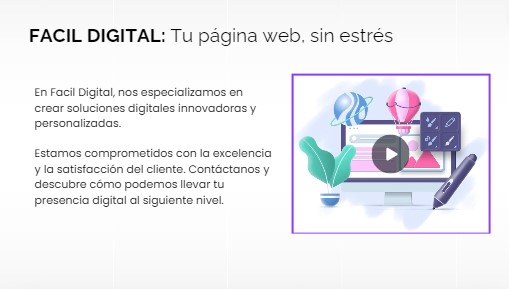 FACIL DIGITAL: Tu página web, sin estrés
En Facil Digital, nos especializamos en
crear soluciones digitales innovadoras y
personalizadas.
Estamos comprometidos con la excelencia
y la satisfacción del cliente. Contáctanos y
descubre cómo podemos llevar tu
presencia digital al siguiente nivel.